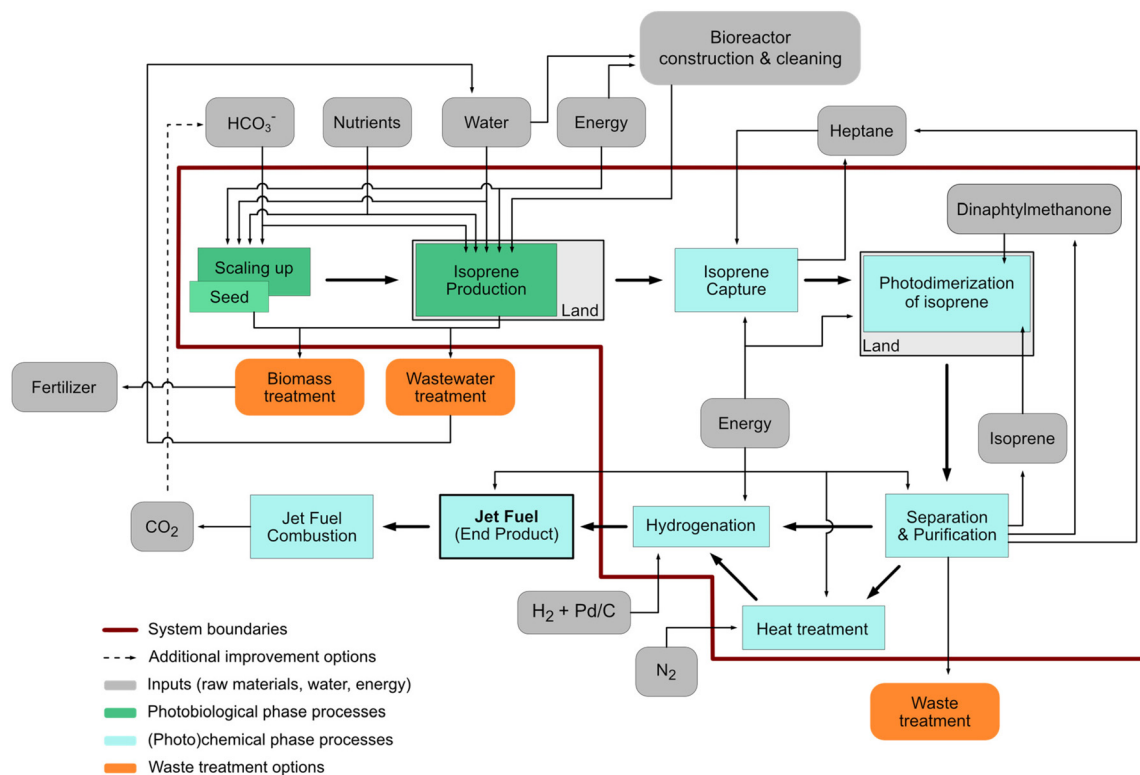 Bioreactor
construction & cleaning
HCO₃⁻
Nutrients
Water
Energy
Heptane
Dinaphtylmethanone
Scaling up
Seed
Isoprene
Production
Land
Isoprene
Capture
Photodimerization
of isoprene
Land
Fertilizer
Biomass
treatment
Wastewater
treatment
Energy
Isoprene
CO₂
Jet Fuel
Combustion
Jet Fuel
(End Product)
Hydrogenation
Separation
& Purification
H₂ + Pd/C
Heat treatment
N₂
Waste
treatment
System boundaries
Additional improvement options
Inputs (raw materials, water, energy)
Photobiological phase processes
(Photo)chemical phase processes
Waste treatment options